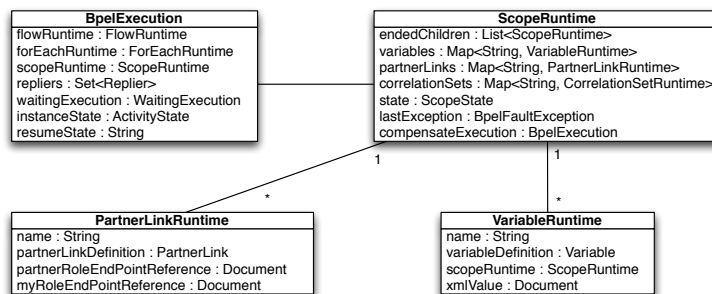 BpelExecution
flowRuntime : FlowRuntime
forEachRuntime : ForEachRuntime
scopeRuntime : ScopeRuntime
repliers : Set<Replier>
waitingExecution : WaitingExecution
instanceState : ActivityState
resumeState : String
ScopeRuntime
endedChildren : List<ScopeRuntime>
variables : Map<String, VariableRuntime>
partnerLinks : Map<String, PartnerLinkRuntime>
correlationSets : Map<String, CorrelationSetRuntime>
state : ScopeState
lastException : BpelFaultException
compensateExecution : BpelExecution
1
1
*
*
PartnerLinkRuntime
name : String
partnerLinkDefinition : PartnerLink
partnerRoleEndPointReference : Document
myRoleEndPointReference : Document
VariableRuntime
name : String
variableDefinition : Variable
scopeRuntime : ScopeRuntime
xmlValue : Document